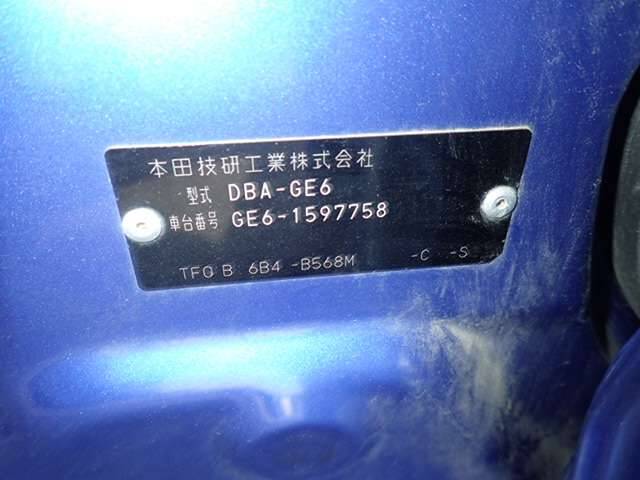 本田技研工業株式会社
型式 DBA-GE6
車台番号 GE6-1597758
TFO B 6B4 -B568M -C -S